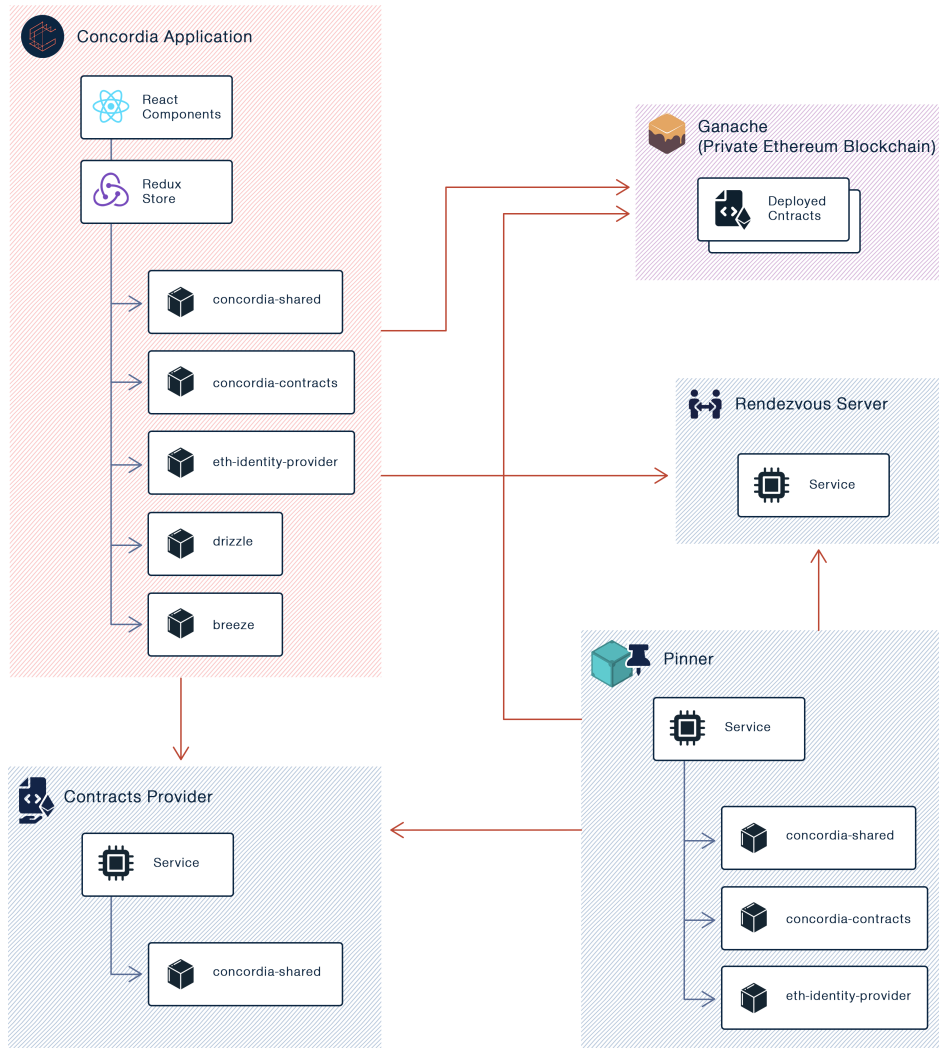 Concordia Application
React
Components
Redux
Store
concordia-shared
concordia-contracts
eth-identity-provider
drizzle
breeze
Ganache
(Private Ethereum Blockchain)
Deployed
Cntracts
Rendezvous Server
Service
Pinner
Service
concordia-shared
concordia-contracts
eth-identity-provider
Contracts Provider
Service
concordia-shared